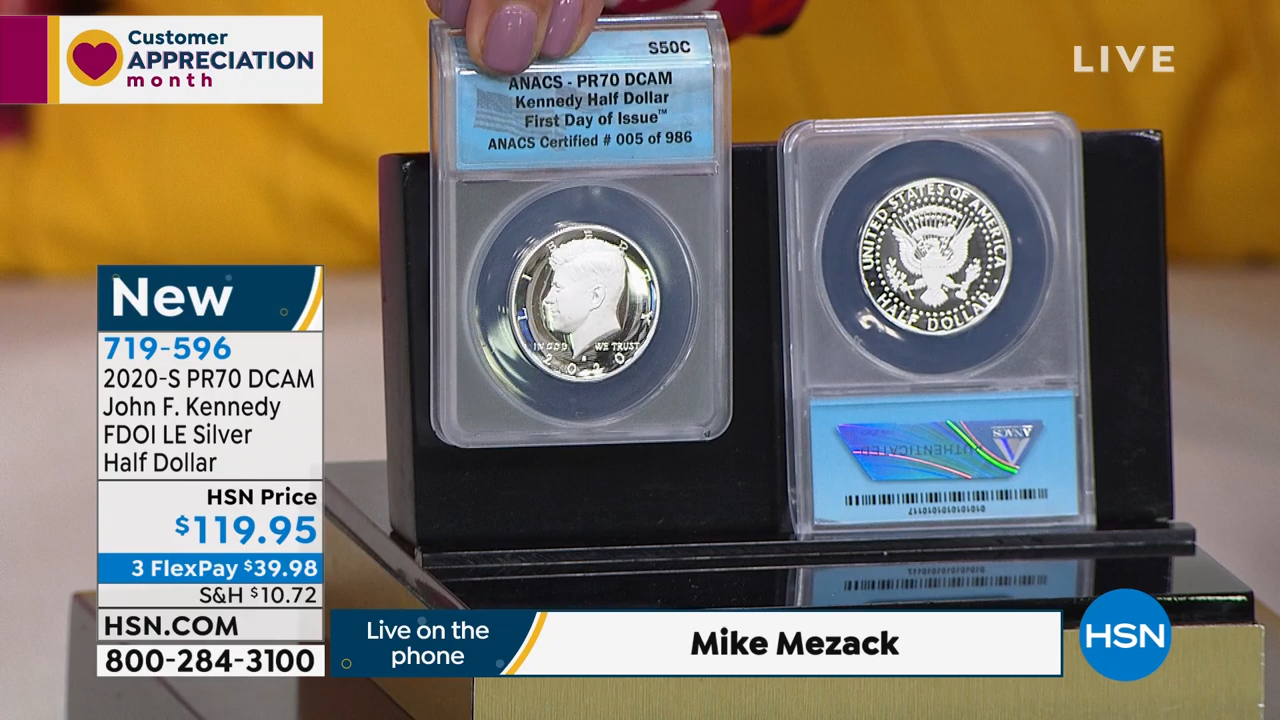 Customer
APPRECIATION
month
LIVE
S50C
ANACS - PR70 DCAM
Kennedy Half Dollar
First Day of Issue™
ANACS Certified # 005 of 986
LIBERTY
IN GOD WE TRUST
S
2020
UNITED STATES OF AMERICA
HALF DOLLAR
ANACS
AUTHENTICATED
New
719-596
2020-S PR70 DCAM
John F. Kennedy
FDOI LE Silver
Half Dollar
HSN Price
$119.95
3 FlexPay $39.98
S&H $10.72
HSN.COM
800-284-3100
Live on the
phone
Mike Mezack
HSN